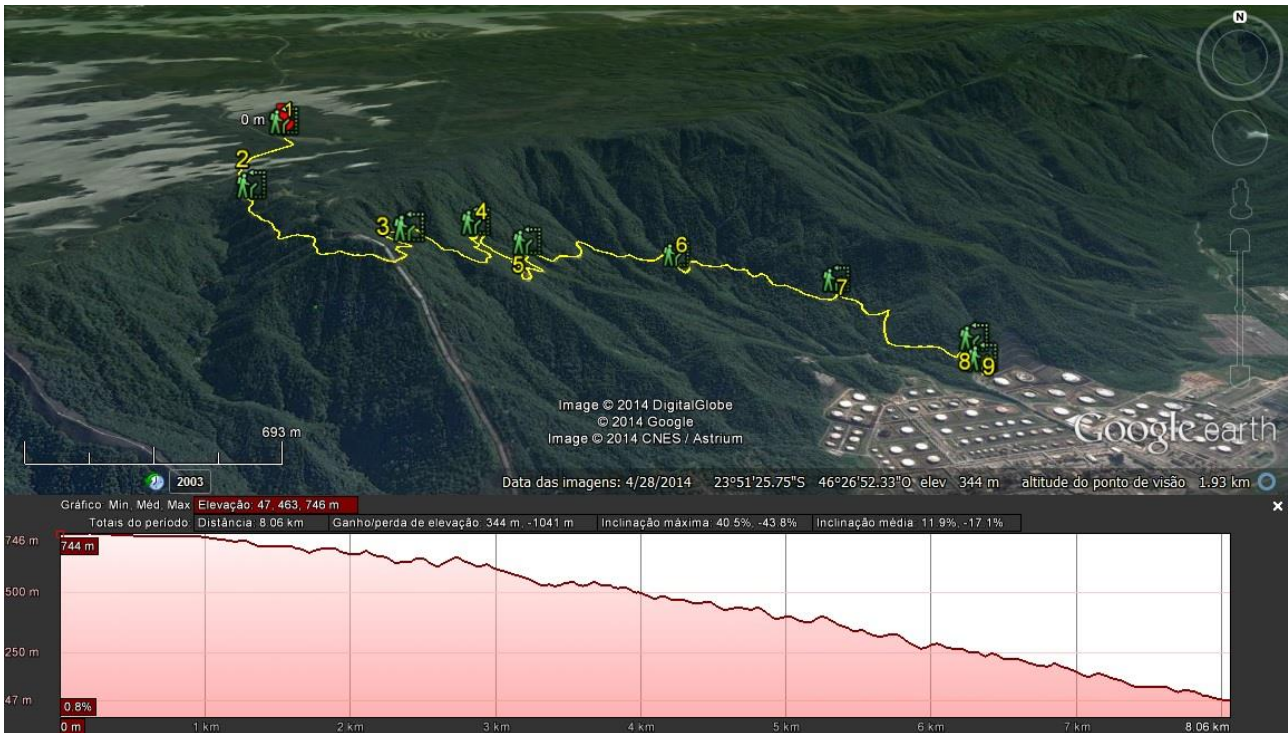 N
1
0 m
2
3
4
5
6
7
8
9
693 m
Image © 2014 DigitalGlobe
© 2014 Google
Image © 2014 CNES / Astrium
Google earth
2003
Data das imagens: 4/28/2014 23°51'25.75"S 46°26'52.33"O elev 344 m altitude do ponto de visão 1.93 km
Gráfico: Min, Méd, Max Elevação: 47, 463, 746 m
Totais do período: Distância: 8.06 km Ganho/perda de elevação: 344 m, -1041 m Inclinação máxima: 40.5%, -43.8% Inclinação média: 11.9%, -17.1%
746 m
744 m
500 m
250 m
47 m
0.8%
0 m 1 km 2 km 3 km 4 km 5 km 6 km 7 km 8.06 km